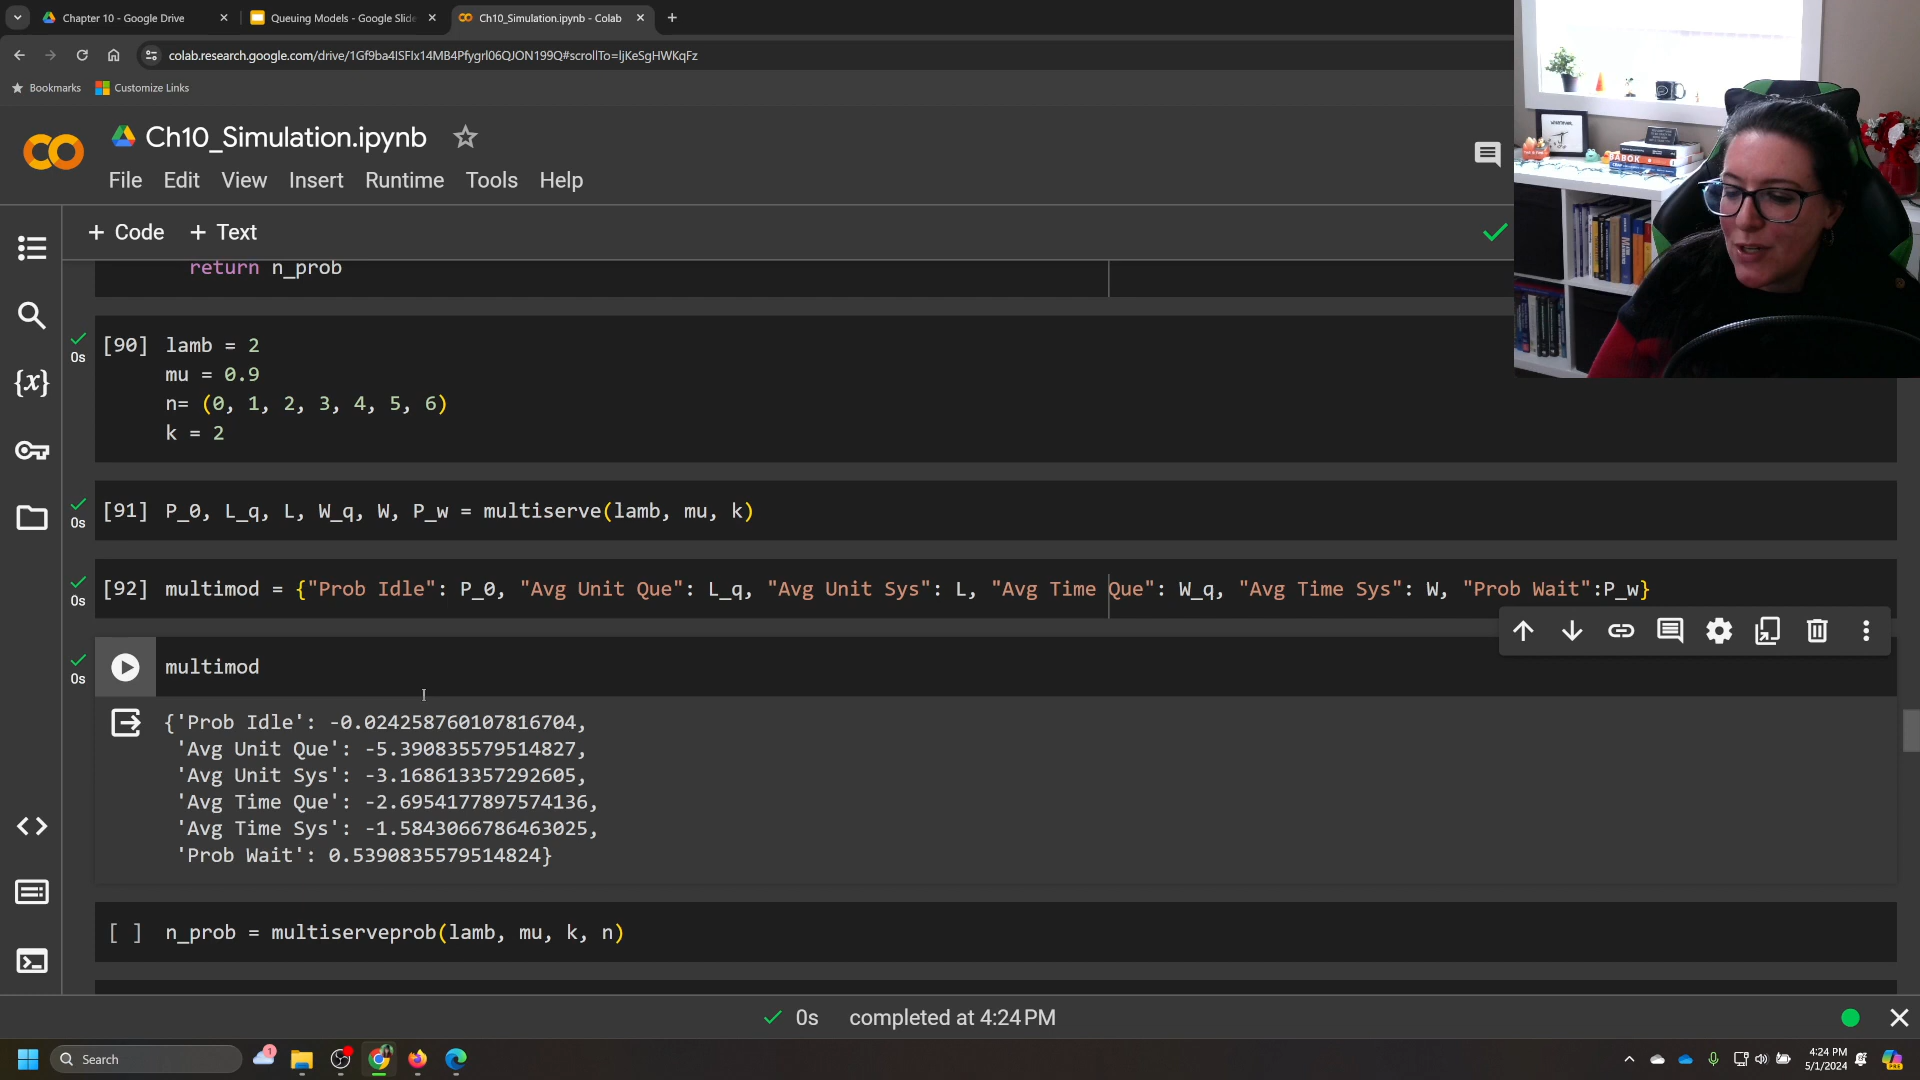 Chapter 10 - Google Drive
Queuing Models - Google Slide
Ch10_Simulation.ipynb - Colab
colab.research.google.com/drive/1Gf9ba4ISFIx14MB4Pfygrl06QJON199Q#scrollTo=ljKeSgHWKqFz
Bookmarks
Customize Links
Ch10_Simulation.ipynb
File Edit View Insert Runtime Tools Help
+ Code + Text
return n_prob
[90] lamb = 2
0s
mu = 0.9
n= (0, 1, 2, 3, 4, 5, 6)
k = 2
[91] P_0, L_q, L, W_q, W, P_w = multiserve(lamb, mu, k)
0s
[92] multimod = {"Prob Idle": P_0, "Avg Unit Que": L_q, "Avg Unit Sys": L, "Avg Time Que": W_q, "Avg Time Sys": W, "Prob Wait":P_w}
0s
multimod
0s
{'Prob Idle': -0.024258760107816704,
'Avg Unit Que': -5.390835579514827,
'Avg Unit Sys': -3.168613357292605,
'Avg Time Que': -2.6954177897574136,
'Avg Time Sys': -1.5843066786463025,
'Prob Wait': 0.5390835579514824}
[ ] n_prob = multiserveprob(lamb, mu, k, n)
0s completed at 4:24 PM
Search
1
4:24 PM
5/1/2024
PRE
BABOK